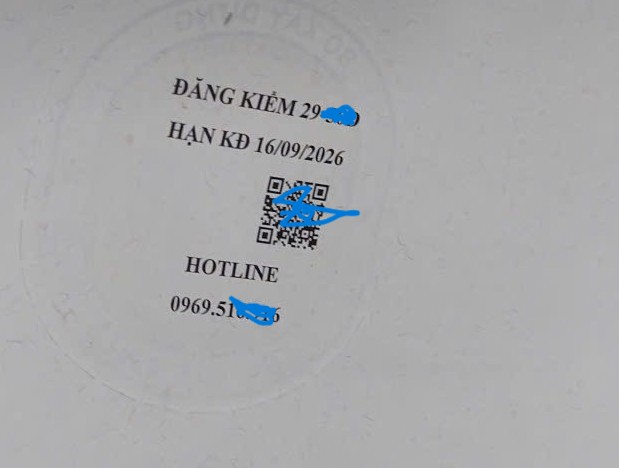 ĐĂNG KIỂM 29
HẠN KĐ 16/09/2026
HOTLINE
0969.51